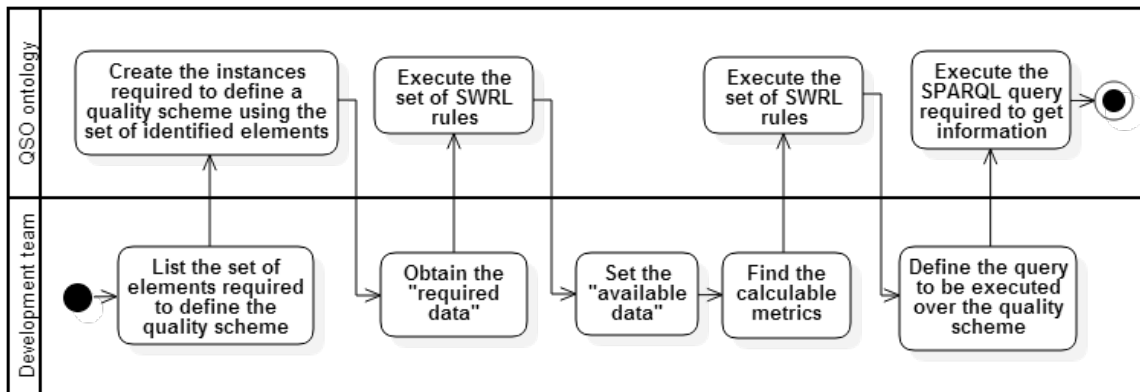 QSO ontology
Create the instances
required to define a
quality scheme using the
set of identified elements
Execute the
set of SWRL
rules
Execute the
set of SWRL
rules
Execute the
SPARQL query
required to get
information
Development team
List the set of
elements required
to define the
quality scheme
Obtain the
"required
data"
Set the
"available
data"
Find the
calculable
metrics
Define the query
to be executed
over the quality
scheme